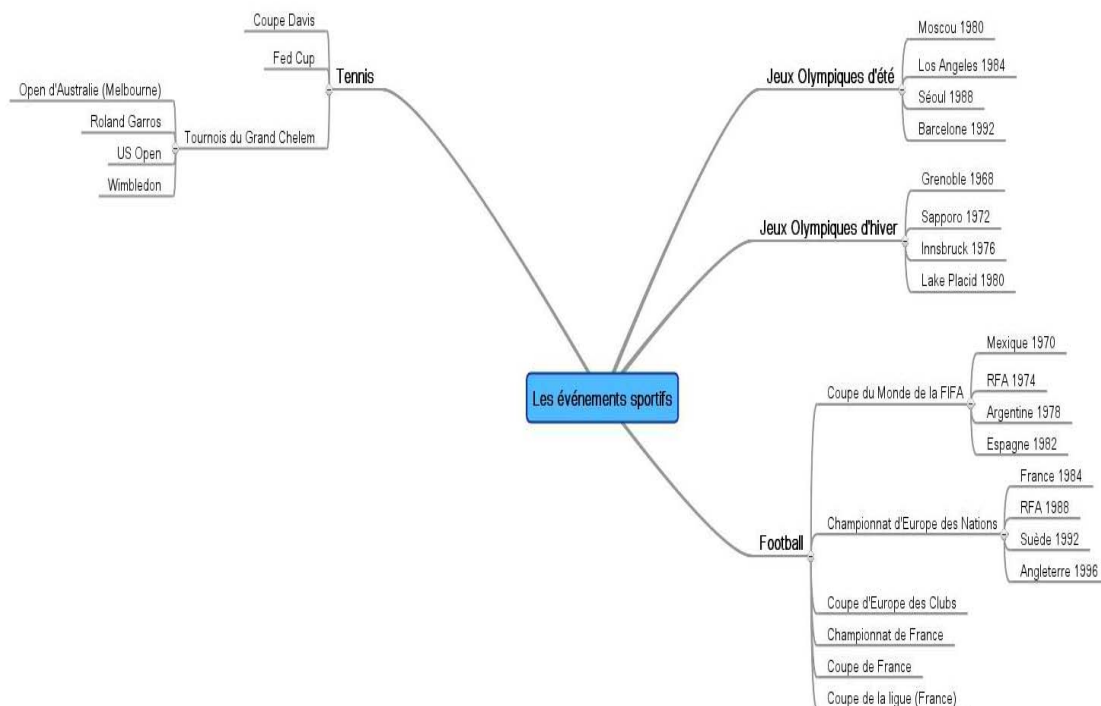 Les événements sportifs
Tennis
Coupe Davis
Fed Cup
Tournois du Grand Chelem
Open d'Australie (Melbourne)
Roland Garros
US Open
Wimbledon
Jeux Olympiques d'été
Moscou 1980
Los Angeles 1984
Séoul 1988
Barcelone 1992
Jeux Olympiques d'hiver
Grenoble 1968
Sapporo 1972
Innsbruck 1976
Lake Placid 1980
Football
Coupe du Monde de la FIFA
Mexique 1970
RFA 1974
Argentine 1978
Espagne 1982
Championnat d'Europe des Nations
France 1984
RFA 1988
Suède 1992
Angleterre 1996
Coupe d'Europe des Clubs
Championnat de France
Coupe de France
Coupe de la ligue (France)